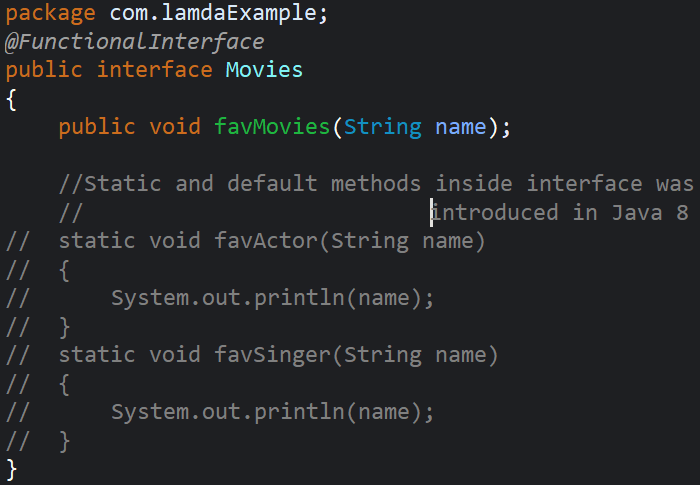 package com.lamdaExample;
@FunctionalInterface
public interface Movies
{
    public void favMovies(String name);
    //Static and default methods inside interface was
    //                          introduced in Java 8
//  static void favActor(String name)
//  {
//      System.out.println(name);
//  }
//  static void favSinger(String name)
//  {
//      System.out.println(name);
//  }
}